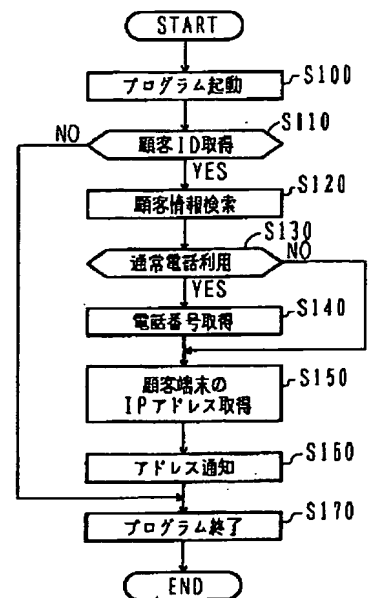 START
プログラム起動
S100
顧客ID取得
S110
NO
YES
顧客情報検索
S120
通常電話利用
S130
NO
YES
電話番号取得
S140
顧客端末の
IPアドレス取得
S150
アドレス通知
S160
プログラム終了
S170
END